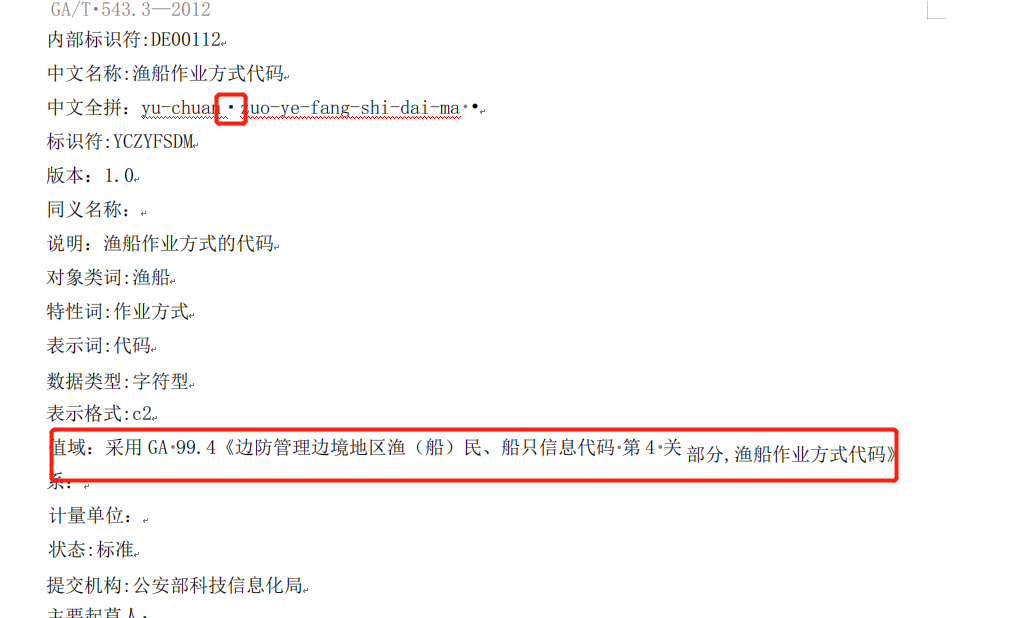 GA/T·543.3—2012
内部标识符:DE00112
中文名称:渔船作业方式代码
中文全拼: yu-chuan·zuo-ye-fang-shi-dai-ma·•
标识符:YCZYFSDM
版本: 1.0
同义名称:
说明: 渔船作业方式的代码
对象类词:渔船
特性词:作业方式
表示词:代码
数据类型:字符型
表示格式:c2
值域: 采用 GA·99.4《边防管理边境地区渔（船）民、船只信息代码·第 4·关 部分,渔船作业方式代码》
系:
计量单位:
状态:标准
提交机构:公安部科技信息化局
主要起草人: